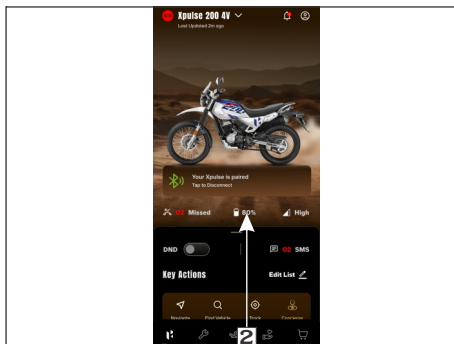 Xpulse 200 4V
Last Updated 2m ago
Your Xpulse is paired
Tap to Disconnect
02 Missed
80%
High
DND
02 SMS
Key Actions
Edit List
Navigate
Find Vehicle
Track
Concierge
2